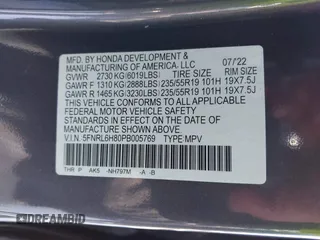 MFD. BY HONDA DEVELOPMENT &
MANUFACTURING OF AMERICA, LLC 07/22
GVWR 2730 KG(6019LBS) TIRE SIZE RIM SIZE
GAWR F 1310 KG(2888LBS) 235/55R19 101H 19X7.5J
GAWR R 1465 KG(3230LBS) 235/55R19 101H 19X7.5J
THIS VEHICLE CONFORMS TO ALL APPLICABLE
FEDERAL MOTOR VEHICLE SAFETY STANDARDS
IN EFFECT ON THE DATE OF MANUFACTURE
SHOWN ABOVE.
V.I.N. 5FNRL6H80PB005769 TYPE:MPV
THR P AK5 NH797M -A -B
DREAMBID